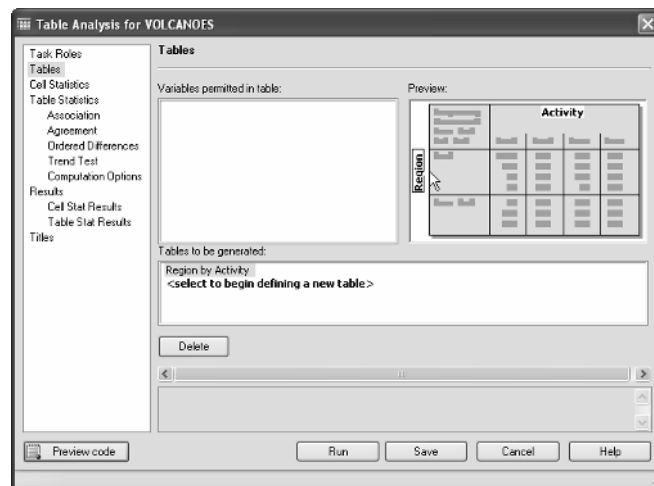 Table Analysis for VOLCANOES
Task Roles
Tables
Cell Statistics
Table Statistics
Association
Agreement
Ordered Differences
Trend Test
Computation Options
Results
Cell Stat Results
Table Stat Results
Titles
Tables
Variables permitted in table:
Preview:
Activity
Region
Tables to be generated:
Region by Activity
<select to begin defining a new table>
Delete
Preview code
Run
Save
Cancel
Help